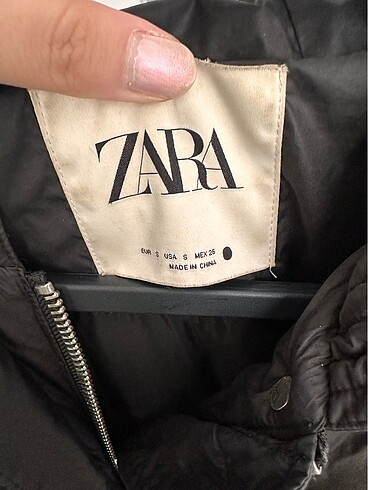 ZARA
EUR S USA S MEX 26
MADE IN CHINA